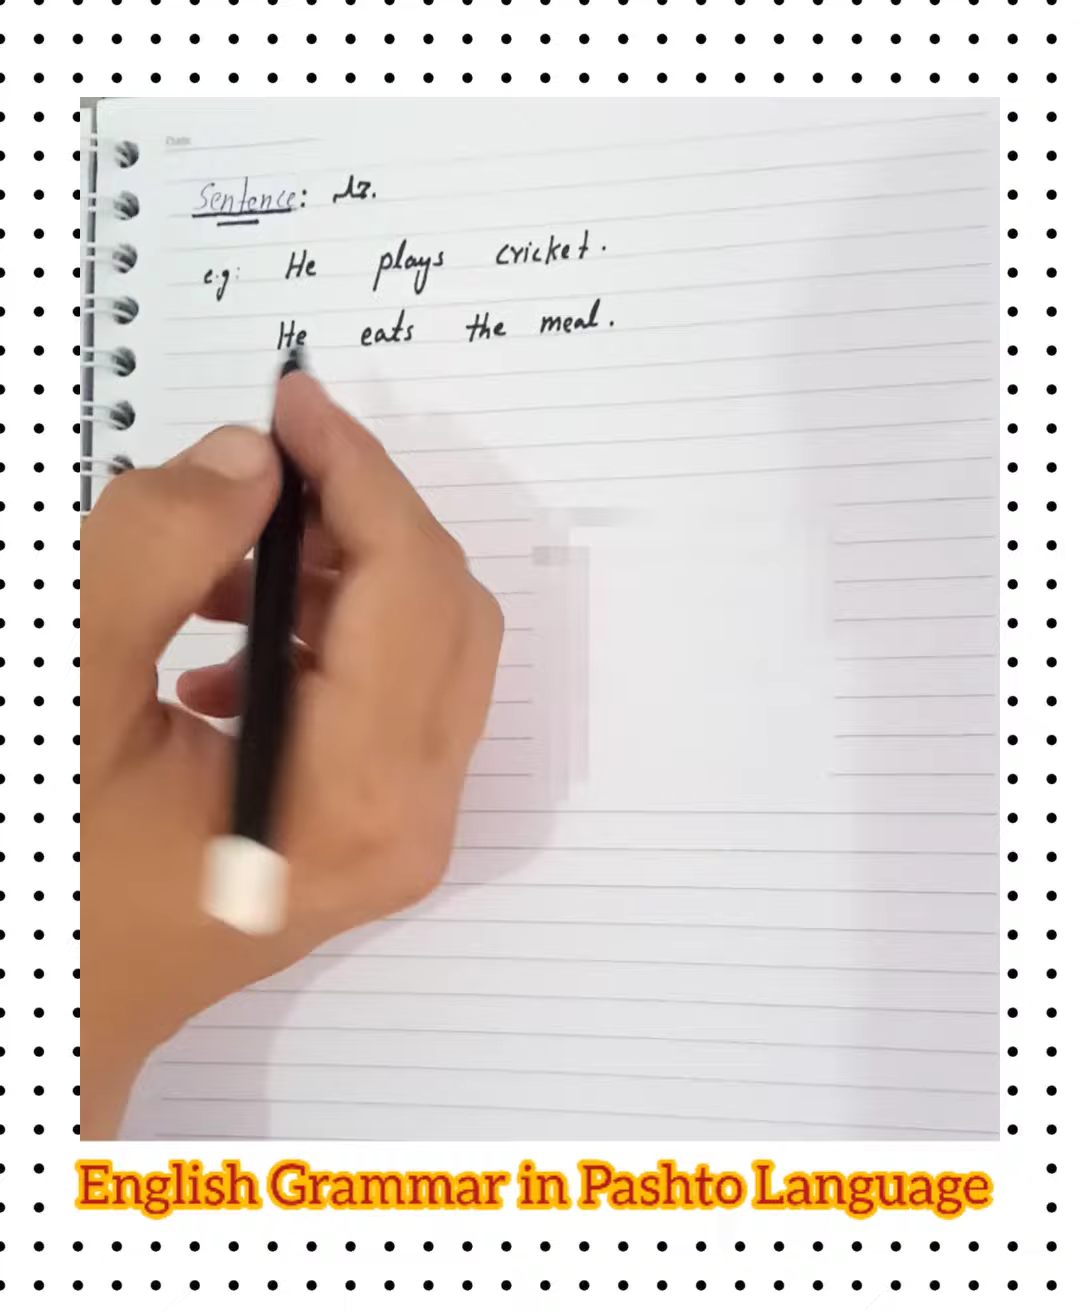 Sentence:
e.g: He plays cricket.
He eats the meal.
English Grammar in Pashto Language